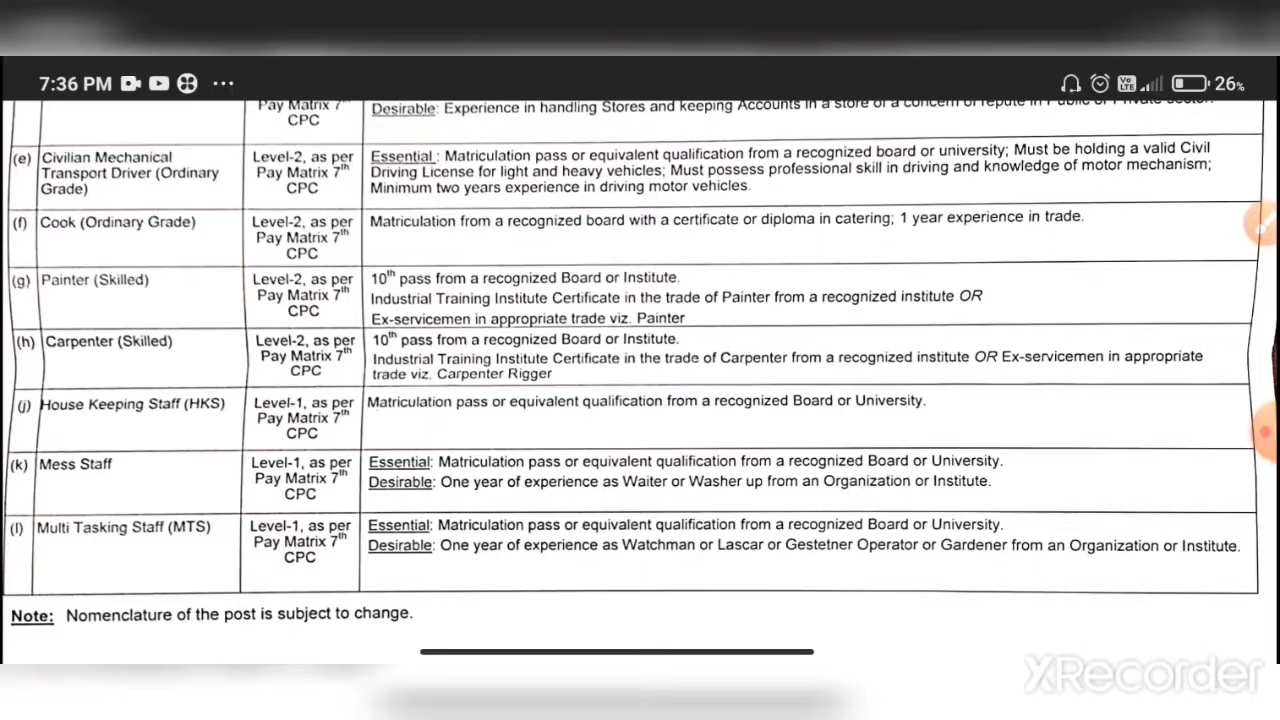 7:36 PM ... Vo LTE 26%
Pay Matrix 7th
CPC
Desirable: Experience in handling Stores and keeping Accounts in a store of a concern of repute in Public or Private sector.
(e) Civilian Mechanical
Transport Driver (Ordinary
Grade)
Level-2, as per
Pay Matrix 7th
CPC
Essential : Matriculation pass or equivalent qualification from a recognized board or university; Must be holding a valid Civil
Driving License for light and heavy vehicles; Must possess professional skill in driving and knowledge of motor mechanism;
Minimum two years experience in driving motor vehicles.
(f) Cook (Ordinary Grade)
Level-2, as per
Pay Matrix 7th
CPC
Matriculation from a recognized board with a certificate or diploma in catering; 1 year experience in trade.
(g) Painter (Skilled)
Level-2, as per
Pay Matrix 7th
CPC
10th pass from a recognized Board or Institute.
Industrial Training Institute Certificate in the trade of Painter from a recognized institute OR
Ex-servicemen in appropriate trade viz. Painter
(h) Carpenter (Skilled)
Level-2, as per
Pay Matrix 7th
CPC
10th pass from a recognized Board or Institute.
Industrial Training Institute Certificate in the trade of Carpenter from a recognized institute OR Ex-servicemen in appropriate
trade viz. Carpenter Rigger
(j) House Keeping Staff (HKS)
Level-1, as per
Pay Matrix 7th
CPC
Matriculation pass or equivalent qualification from a recognized Board or University.
(k) Mess Staff
Level-1, as per
Pay Matrix 7th
CPC
Essential: Matriculation pass or equivalent qualification from a recognized Board or University.
Desirable: One year of experience as Waiter or Washer up from an Organization or Institute.
(l) Multi Tasking Staff (MTS)
Level-1, as per
Pay Matrix 7th
CPC
Essential: Matriculation pass or equivalent qualification from a recognized Board or University.
Desirable: One year of experience as Watchman or Lascar or Gestetner Operator or Gardener from an Organization or Institute.
Note: Nomenclature of the post is subject to change.
XRecorder